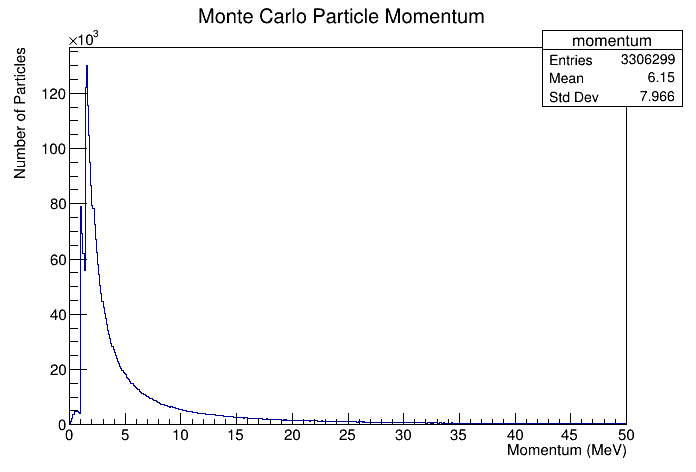 Monte Carlo Particle Momentum
×10³
momentum
Entries 3306299
Mean 6.15
Std Dev 7.966
Number of Particles
120
100
80
60
40
20
0
0 5 10 15 20 25 30 35 40 45 50
Momentum (MeV)